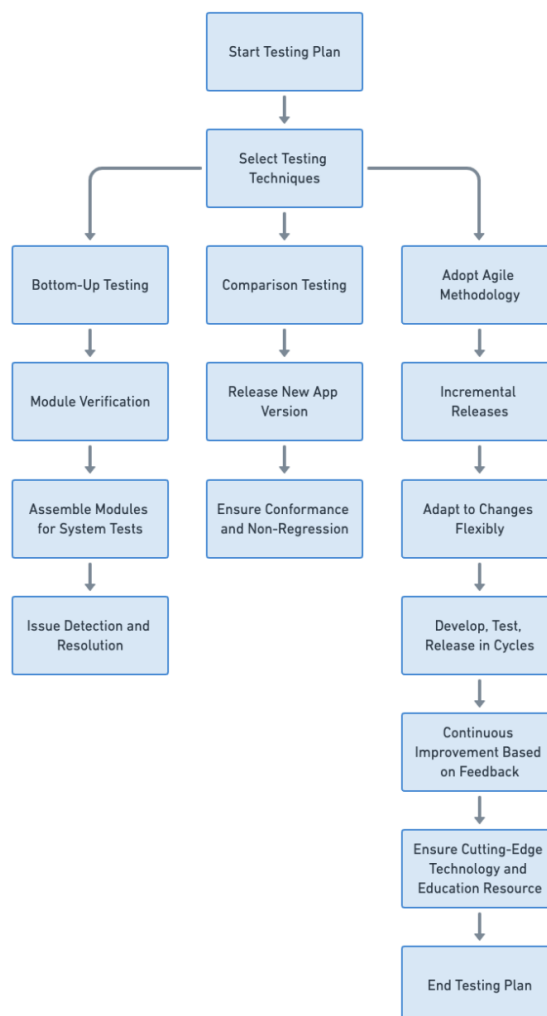 Start Testing Plan
Select Testing
Techniques
Bottom-Up Testing
Comparison Testing
Adopt Agile
Methodology
Module Verification
Release New App
Version
Incremental
Releases
Assemble Modules
for System Tests
Ensure Conformance
and Non-Regression
Adapt to Changes
Flexibly
Issue Detection and
Resolution
Develop, Test,
Release in Cycles
Continuous
Improvement Based
on Feedback
Ensure Cutting-Edge
Technology and
Education Resource
End Testing Plan